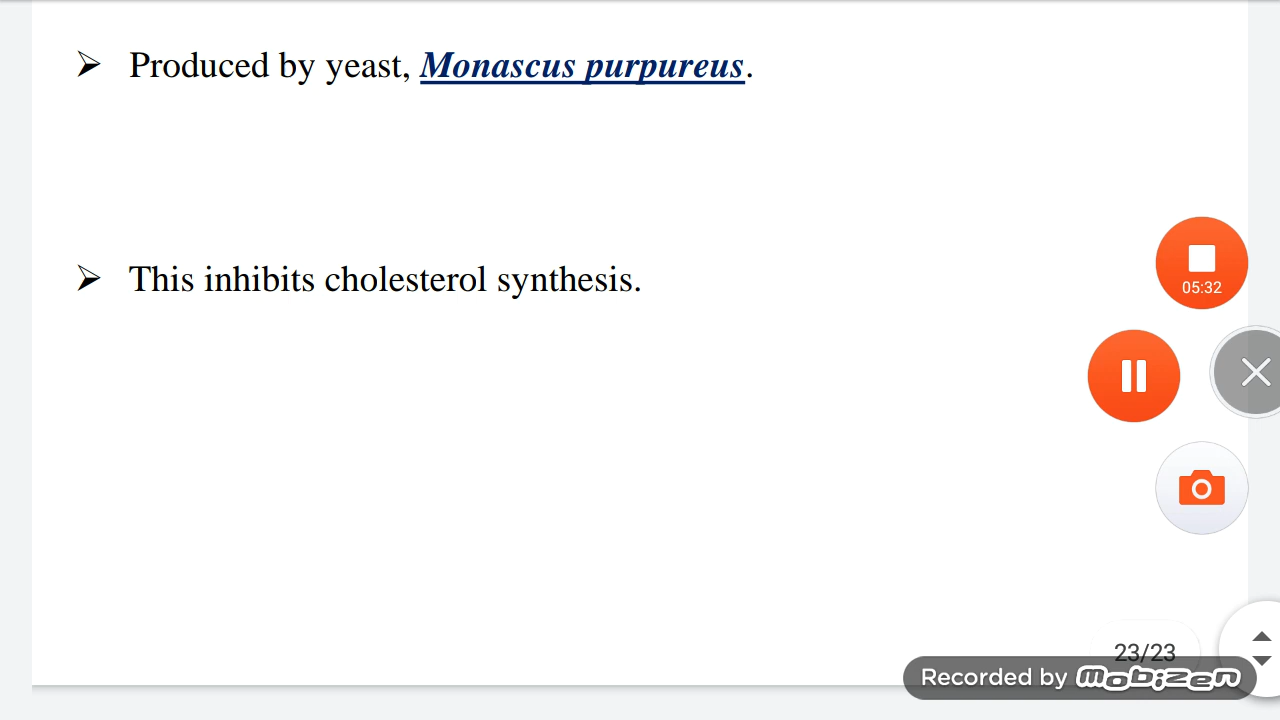 ➢ Produced by yeast, Monascus purpureus.
➢ This inhibits cholesterol synthesis.
05:32
23/23
Recorded by mobizen